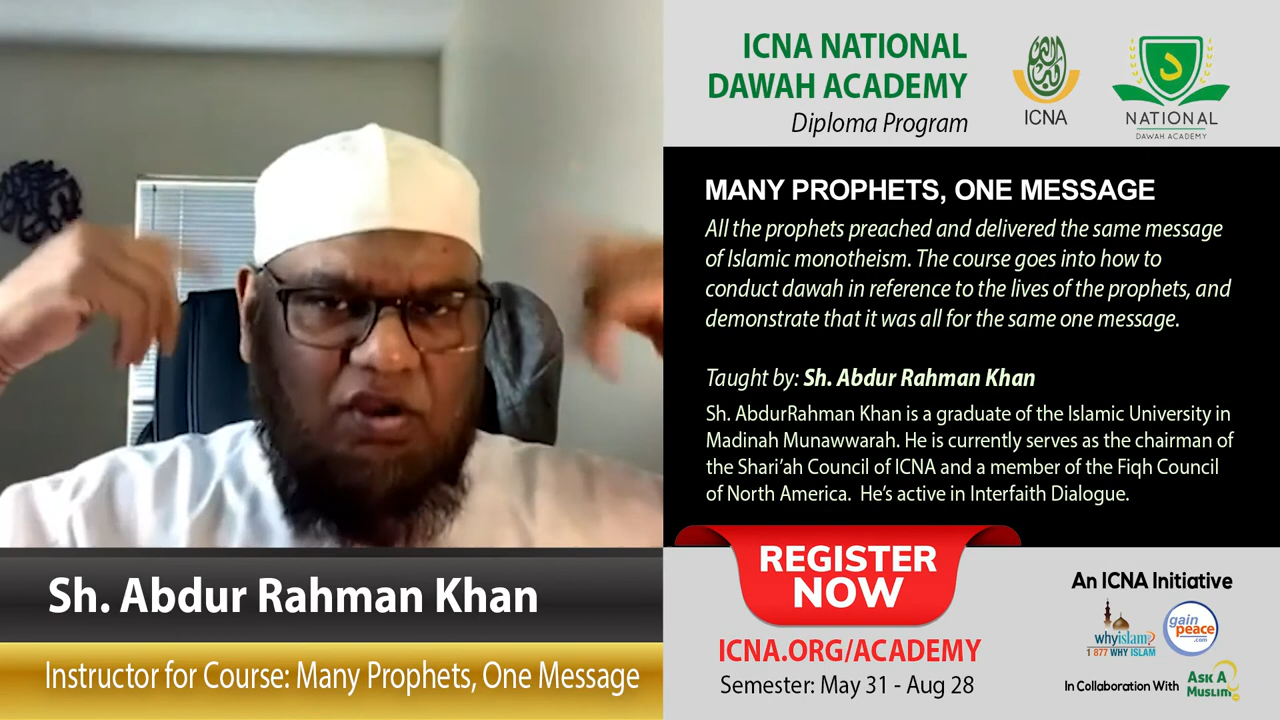 Sh. Abdur Rahman Khan
Instructor for Course: Many Prophets, One Message
ICNA NATIONAL
DAWAH ACADEMY
Diploma Program
ICNA
د
NATIONAL
DAWAH ACADEMY
MANY PROPHETS, ONE MESSAGE
All the prophets preached and delivered the same message
of Islamic monotheism. The course goes into how to
conduct dawah in reference to the lives of the prophets, and
demonstrate that it was all for the same one message.
Taught by: Sh. Abdur Rahman Khan
Sh. AbdurRahman Khan is a graduate of the Islamic University in
Madinah Munawwarah. He is currently serves as the chairman of
the Shari’ah Council of ICNA and a member of the Fiqh Council
of North America.  He’s active in Interfaith Dialogue.
REGISTER
NOW
ICNA.ORG/ACADEMY
Semester: May 31 - Aug 28
An ICNA Initiative
whyislam?
1 877 WHY ISLAM
gain
peace
.com
In Collaboration With
ASK A
MUSLIM